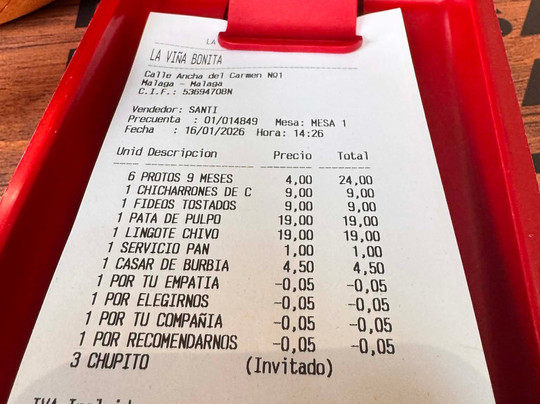 LA
LA VIÑA BONITA
Calle Ancha del Carmen Nº1
Malaga - Malaga
C.I.F.: 53694708N
Vendedor: SANTI
Precuenta : 01/014849 Mesa: MESA 1
Fecha : 16/01/2026 Hora: 14:26
Unid Descripcion Precio Total
6 PROTOS 9 MESES 4,00 24,00
1 CHICHARRONES DE C 9,00 9,00
1 FIDEOS TOSTADOS 9,00 9,00
1 PATA DE PULPO 19,00 19,00
1 LINGOTE CHIVO 19,00 19,00
1 SERVICIO PAN 1,00 1,00
1 CASAR DE BURBIA 4,50 4,50
1 POR TU EMPATIA -0,05 -0,05
1 POR ELEGIRNOS -0,05 -0,05
1 POR TU COMPAÑIA -0,05 -0,05
1 POR RECOMENDARNOS -0,05 -0,05
3 CHUPITO (Invitado)